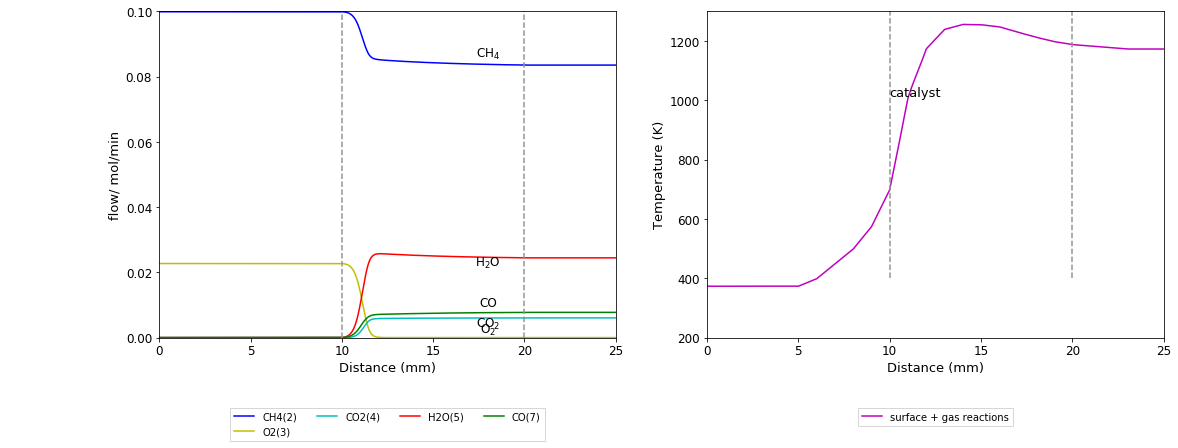 0.10
0.08
0.06
0.04
0.02
0.00
flow/ mol/min
CH4
H2O
CO
CO2
O2
0 5 10 15 20 25
Distance (mm)
CH4(2) CO2(4) H2O(5) CO(7)
O2(3)
1200
1000
800
600
400
200
Temperature (K)
catalyst
0 5 10 15 20 25
Distance (mm)
surface + gas reactions